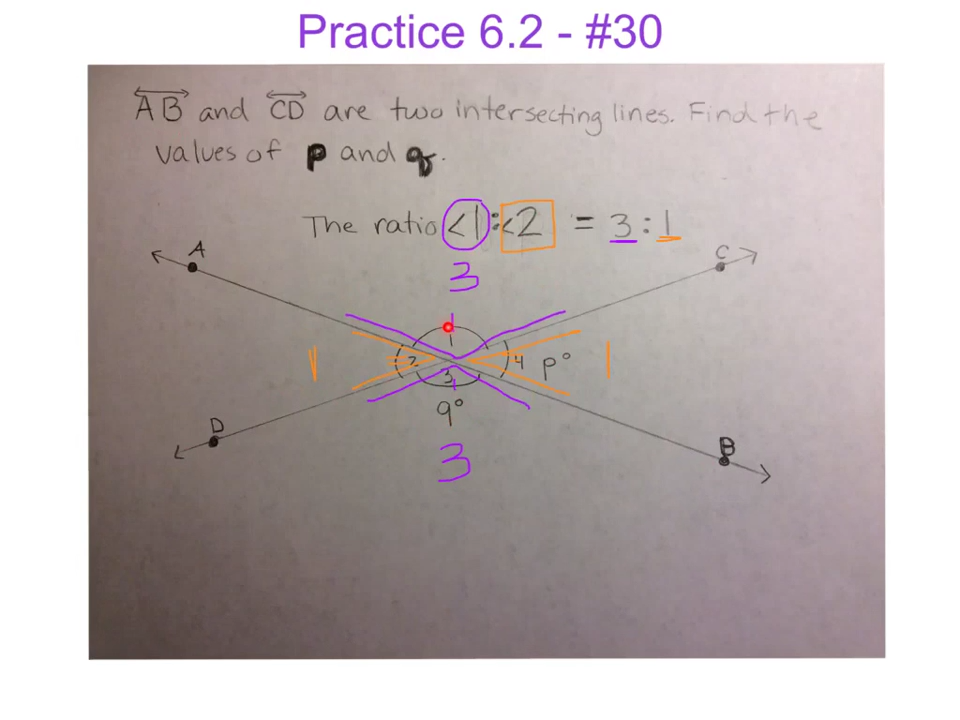 Practice 6.2 - #30
AB and CD are two intersecting lines. Find the
values of p and q.
The ratio <1:<2 = 3:1
3
A
C
1
1
2
4
p°
1
3
q°
D
B
3